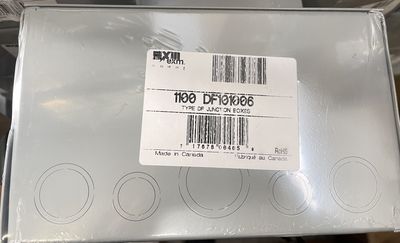 exm.
1100 DF101006
TYPE DF JUNCTION BOXES
Made in Canada
RoHS
Fabriqué au Canada